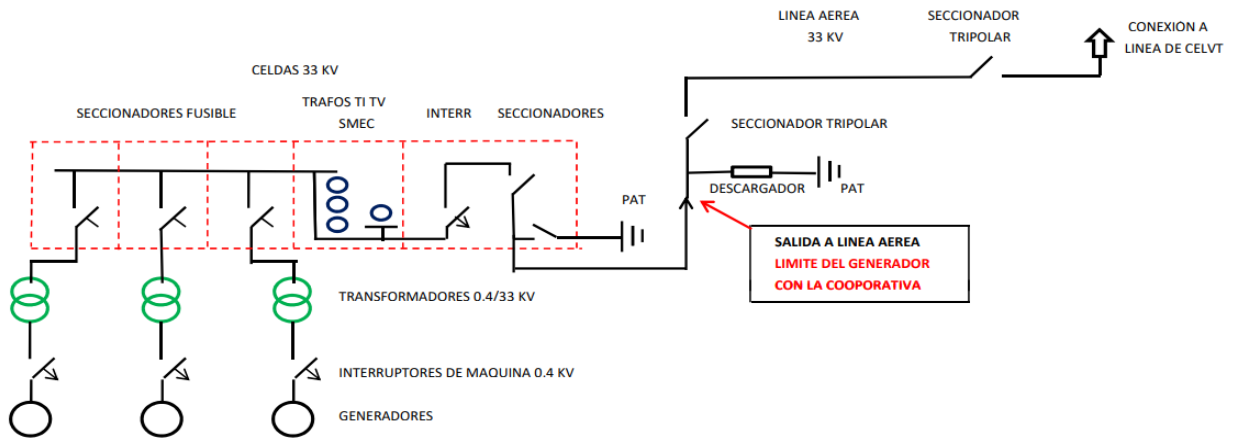 LINEA AEREA
33 KV
SECCIONADOR
TRIPOLAR
CONEXIÓN A
LINEA DE CELVT
CELDAS 33 KV
SECCIONADORES FUSIBLE
TRAFOS TI TV
SMEC
INTERR
SECCIONADORES
SECCIONADOR TRIPOLAR
DESCARGADOR
PAT
PAT
SALIDA A LINEA AEREA
LIMITE DEL GENERADOR
CON LA COOPERATIVA
TRANSFORMADORES 0.4/33 KV
INTERRUPTORES DE MAQUINA 0.4 KV
GENERADORES